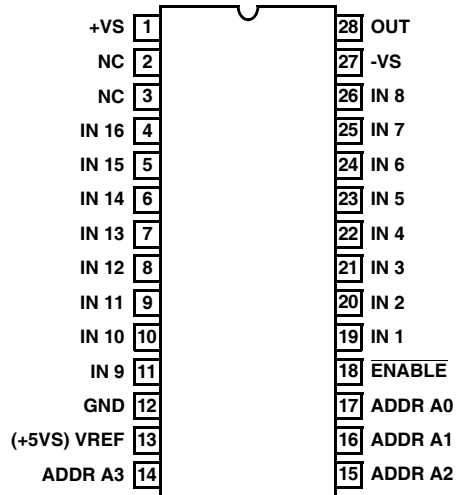 +VS 1 28 OUT
NC 2 27 -VS
NC 3 26 IN 8
IN 16 4 25 IN 7
IN 15 5 24 IN 6
IN 14 6 23 IN 5
IN 13 7 22 IN 4
IN 12 8 21 IN 3
IN 11 9 20 IN 2
IN 10 10 19 IN 1
IN 9 11 18 ENABLE
GND 12 17 ADDR A0
(+5VS) VREF 13 16 ADDR A1
ADDR A3 14 15 ADDR A2